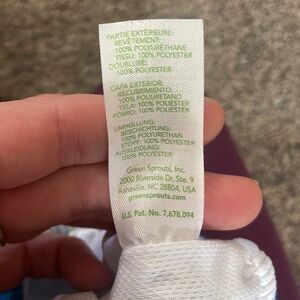 PARTIE EXTÉRIEURE:
REVÊTEMENT:
100% POLYURÉTHANE
TISSU: 100% POLYESTER
DOUBLURE:
100% POLYESTER
CAPA EXTERIOR:
RECUBRIMIENTO:
100% POLIURETANO
TELA: 100% POLIÉSTER
FORRO: 100% POLIÉSTER
UMHÜLLUNG:
BESCHICHTUNG:
100% POLYURETHAN
STOFF: 100% POLYESTER
AUSKLEIDUNG:
100% POLYESTER
Green Sprouts, Inc.
2000 Riverside Dr. Ste. 9
Asheville, NC 28804, USA
greensprouts.com
U.S. Pat. No. 7,678,094